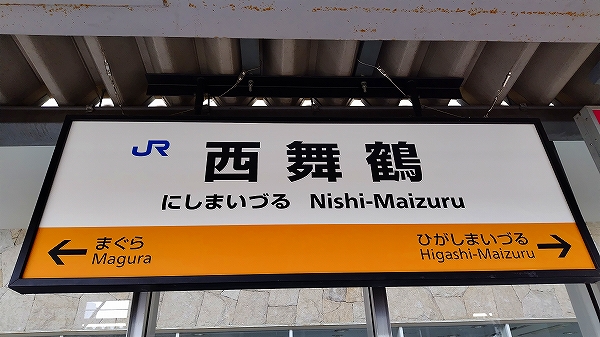 JR 西舞鶴
にしまいづる Nishi-Maizuru
← まぐら ひがしまいづる →
Magura Higashi-Maizuru